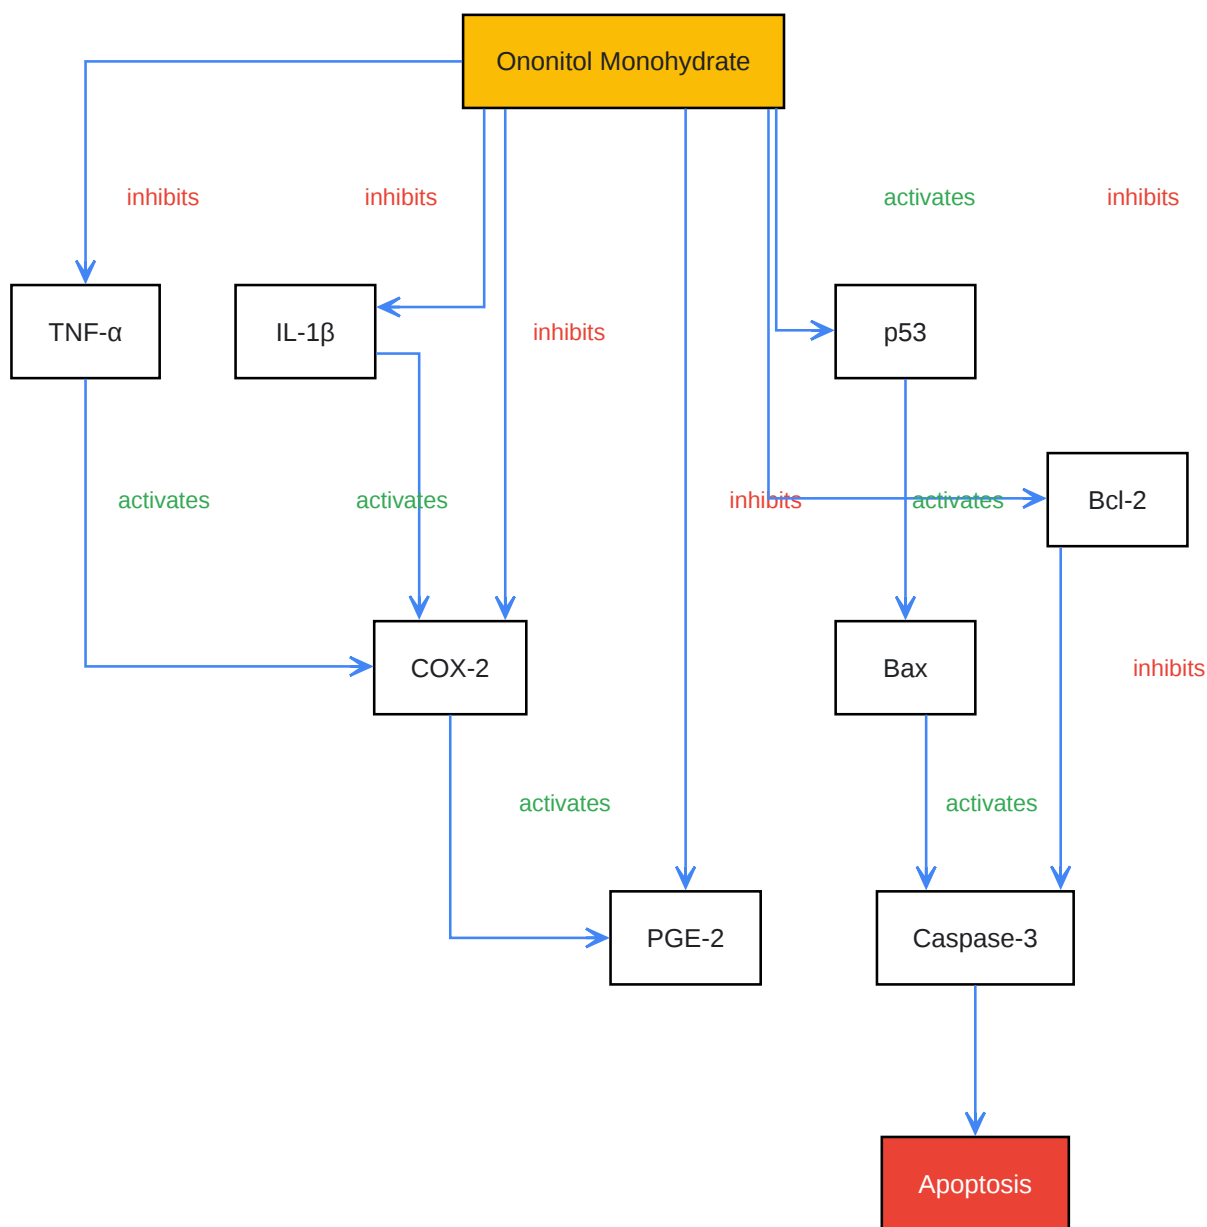 Ononitol Monohydrate
inhibits
inhibits
activates
inhibits
TNF-α
IL-1β
inhibits
p53
activates
activates
inhibits
activates
Bcl-2
COX-2
Bax
inhibits
activates
activates
PGE-2
Caspase-3
Apoptosis